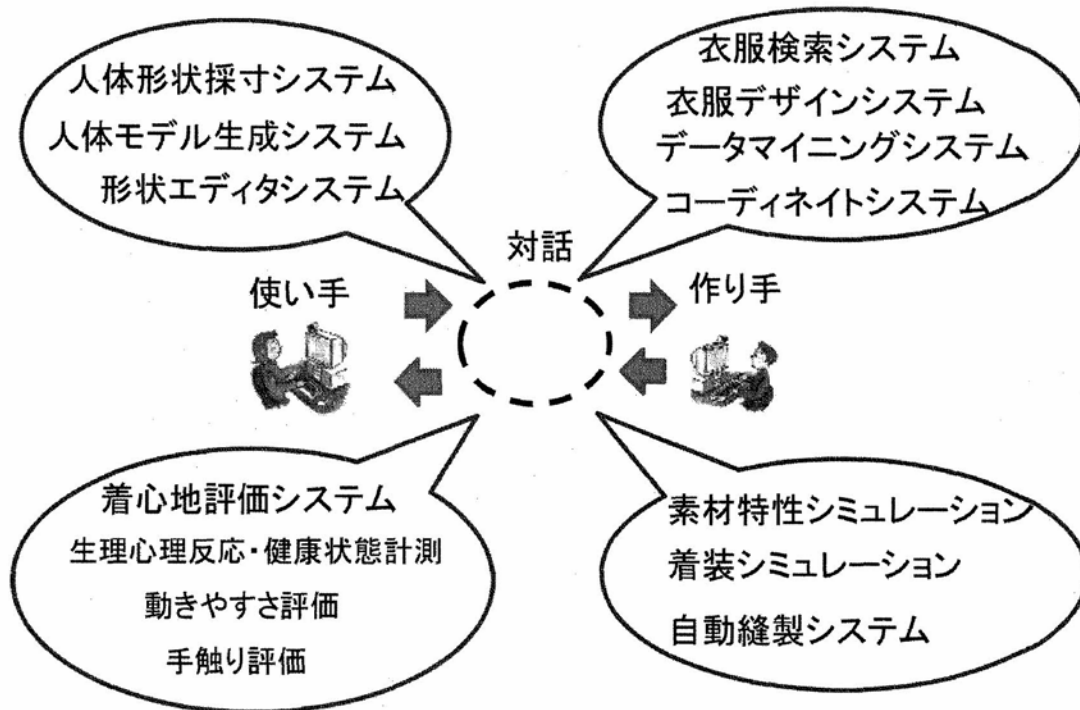 人体形状採寸システム
人体モデル生成システム
形状エディタシステム
衣服検索システム
衣服デザインシステム
データマイニングシステム
コーディネイトシステム
対話
使い手
作り手
着心地評価システム
生理心理反応・健康状態計測
動きやすさ評価
手触り評価
素材特性シミュレーション
着装シミュレーション
自動縫製システム